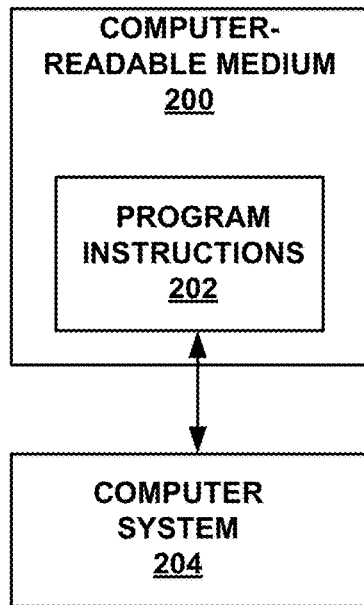 COMPUTER-
READABLE MEDIUM
200
PROGRAM
INSTRUCTIONS
202
COMPUTER
SYSTEM
204